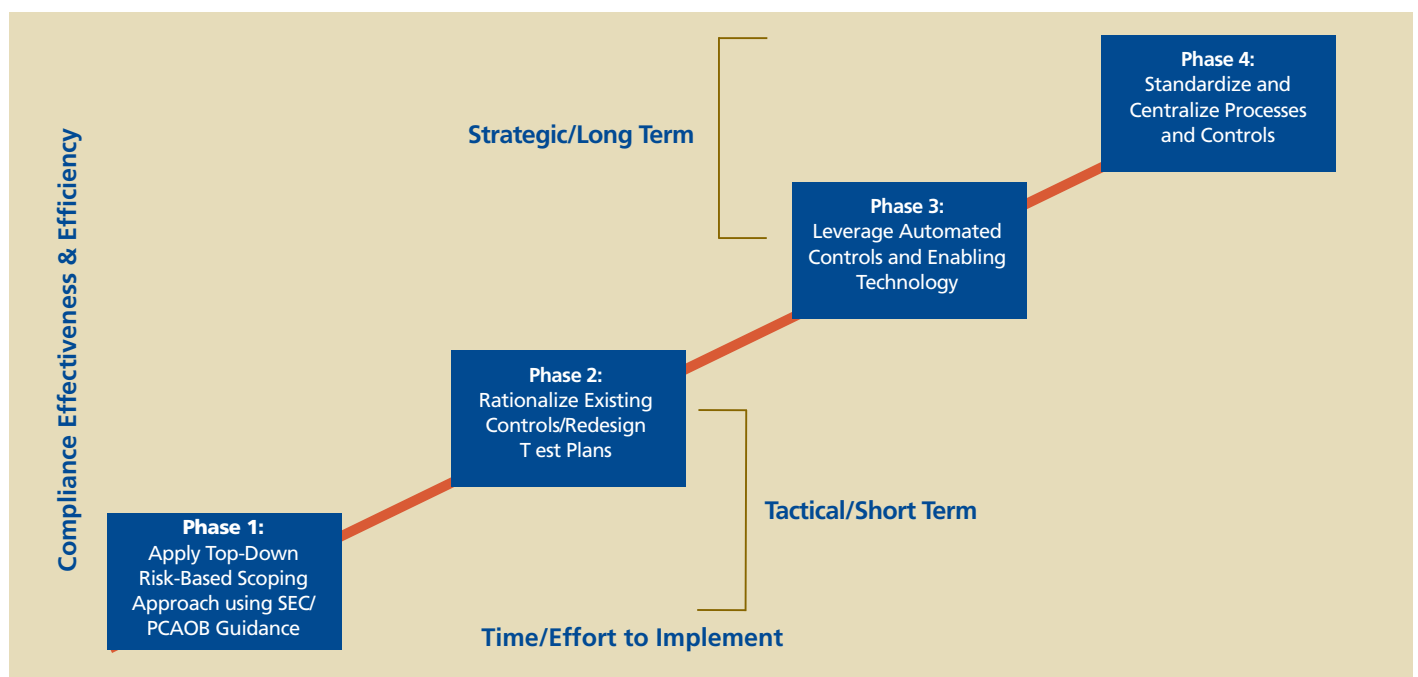 Compliance Effectiveness & Efficiency
Phase 4:
Standardize and
Centralize Processes
and Controls
Strategic/Long Term
Phase 3:
Leverage Automated
Controls and Enabling
Technology
Phase 2:
Rationalize Existing
Controls/Redesign
T est Plans
Tactical/Short Term
Phase 1:
Apply Top-Down
Risk-Based Scoping
Approach using SEC/
PCAOB Guidance
Time/Effort to Implement